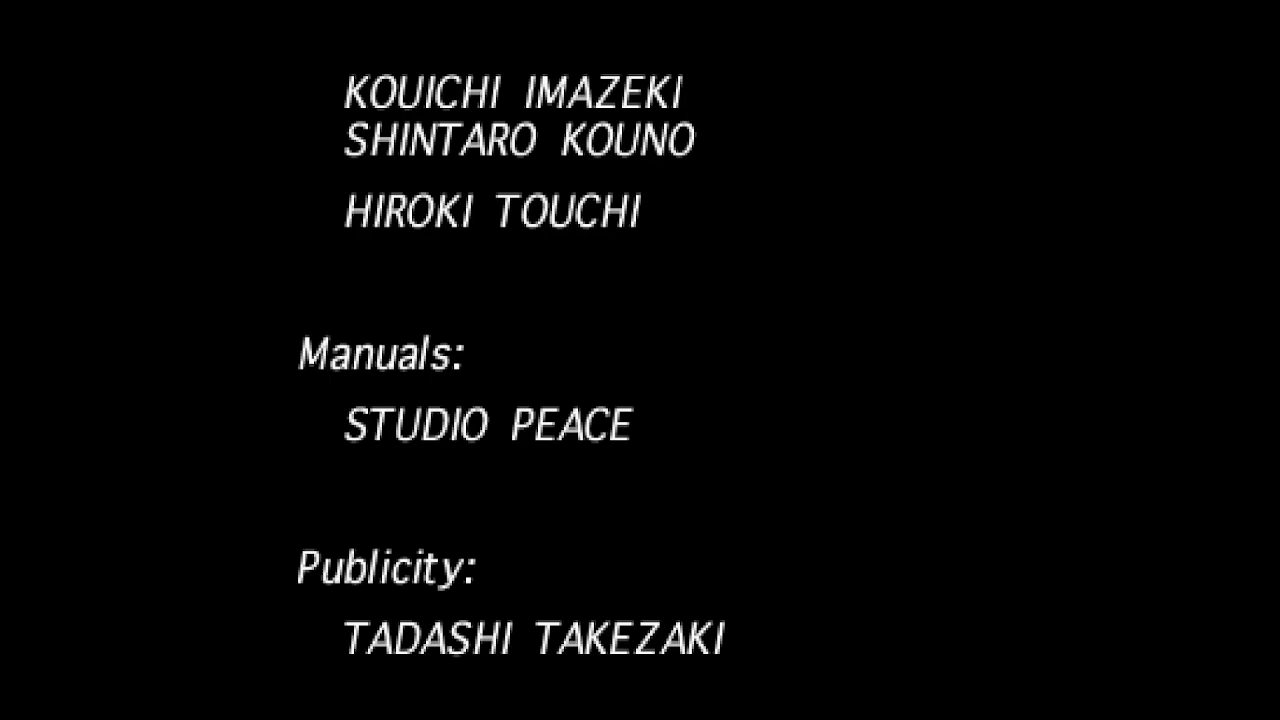 KOUICHI IMAZEKI
SHINTARO KOUNO
HIROKI TOUCHI
Manuals:
STUDIO PEACE
Publicity:
TADASHI TAKEZAKI